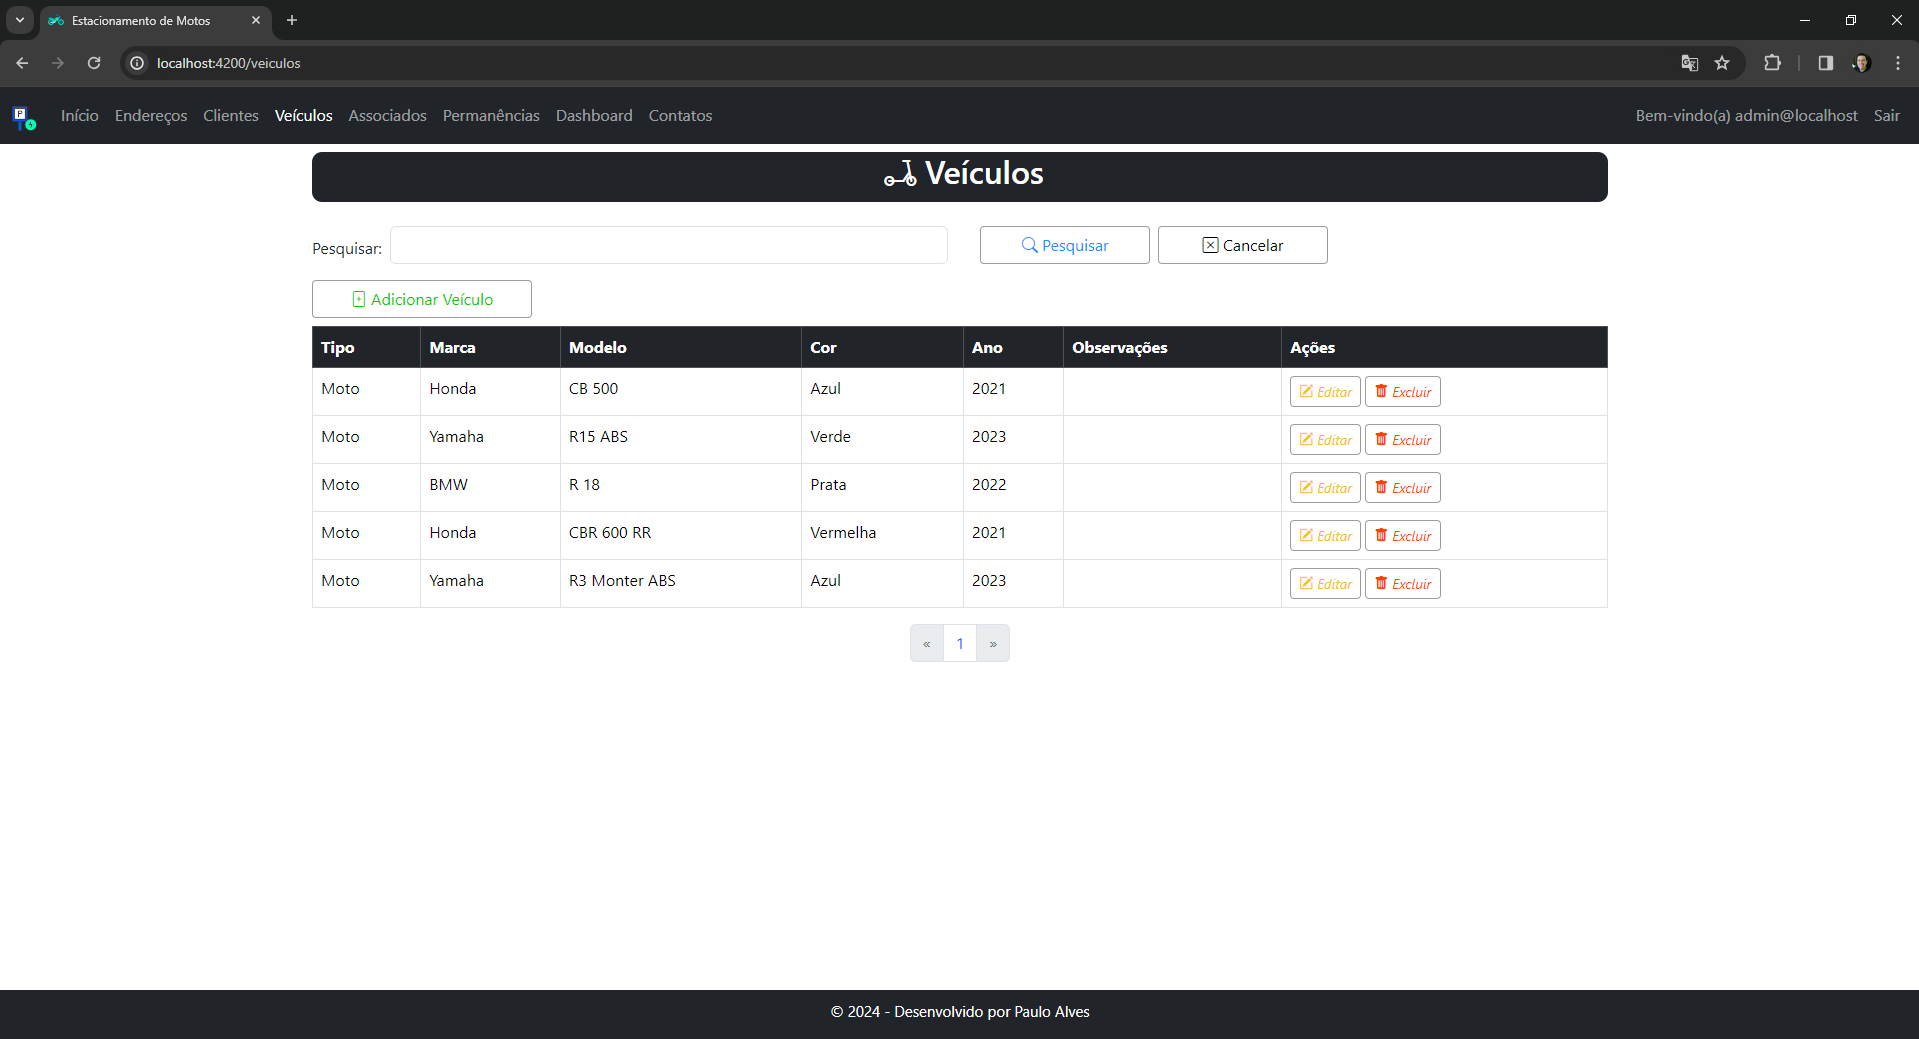 Estacionamento de Motos
localhost:4200/veiculos
P Início Endereços Clientes Veículos Associados Permanências Dashboard Contatos Bem-vindo(a) admin@localhost Sair
Veículos
Pesquisar: Pesquisar Cancelar
Adicionar Veículo
Tipo Marca Modelo Cor Ano Observações Ações
Moto Honda CB 500 Azul 2021 Editar Excluir
Moto Yamaha R15 ABS Verde 2023 Editar Excluir
Moto BMW R 18 Prata 2022 Editar Excluir
Moto Honda CBR 600 RR Vermelha 2021 Editar Excluir
Moto Yamaha R3 Monter ABS Azul 2023 Editar Excluir
« 1 »
© 2024 - Desenvolvido por Paulo Alves